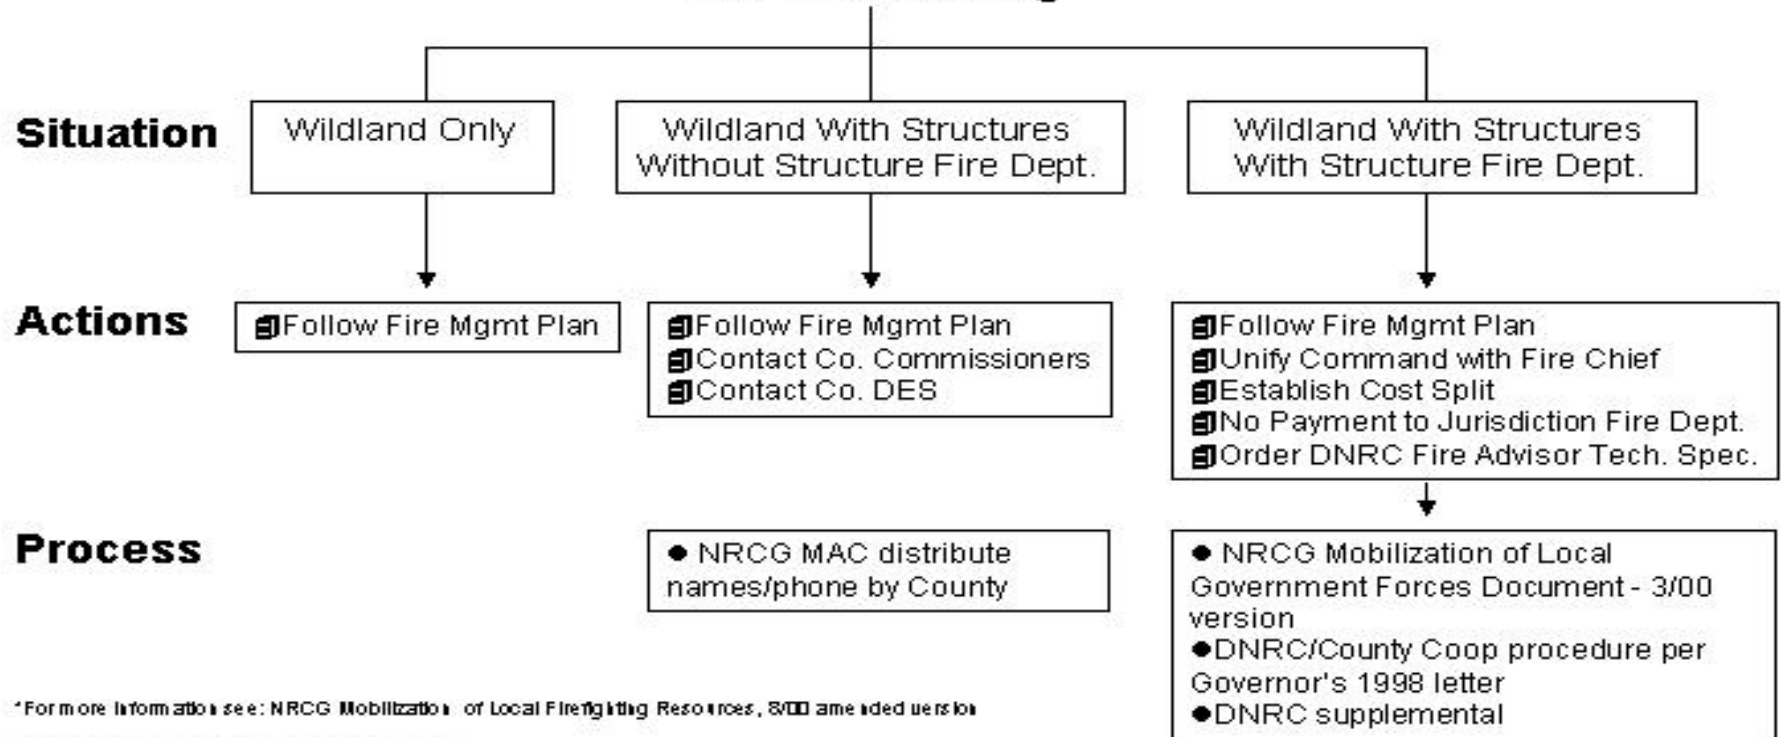 Situation
Wildland Only
Wildland With Structures
Without Structure Fire Dept.
Wildland With Structures
With Structure Fire Dept.
Actions
Follow Fire Mgmt Plan
Follow Fire Mgmt Plan
Contact Co. Commissioners
Contact Co. DES
Follow Fire Mgmt Plan
Unify Command with Fire Chief
Establish Cost Split
No Payment to Jurisdiction Fire Dept.
Order DNRC Fire Advisor Tech. Spec.
Process
● NRCG MAC distribute
names/phone by County
● NRCG Mobilization of Local
Government Forces Document - 3/00
version
●DNRC/County Coop procedure per
Governor's 1998 letter
●DNRC supplemental
*For more information see: NRCG Mobilization of Local Firefighting Resources, 8/00 amended version